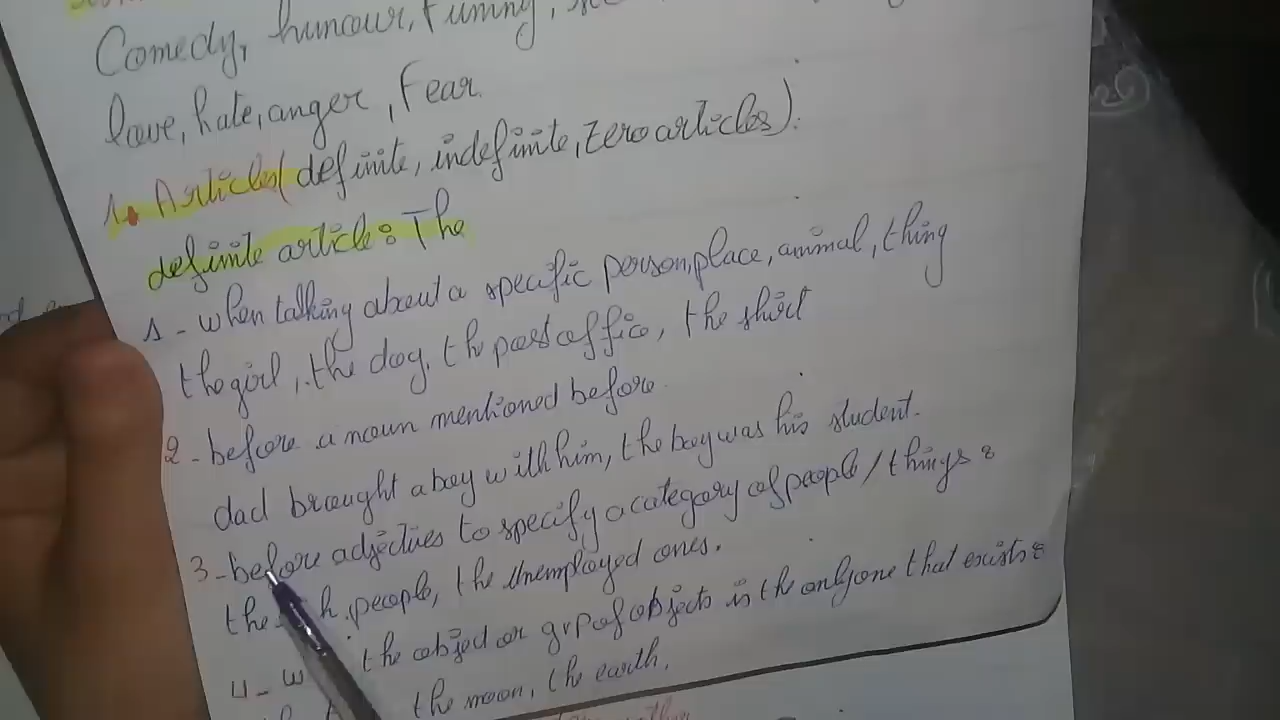 Comedy, humour, Funny,
love, hate, anger, Fear.
1. Articles (definite, indefinite, zero articles).
definite article: The
1 - when talking about a specific person, place, animal, thing
the girl, the dog, the post office, the shirt
2 - before a noun mentioned before.
dad brought a boy with him, the boy was his student.
3 - before adjectives to specify a category of people / things:
the people, the Unemployed ones.
4 - w the object or grp of objects is the only one that exists:
the moon, the earth.